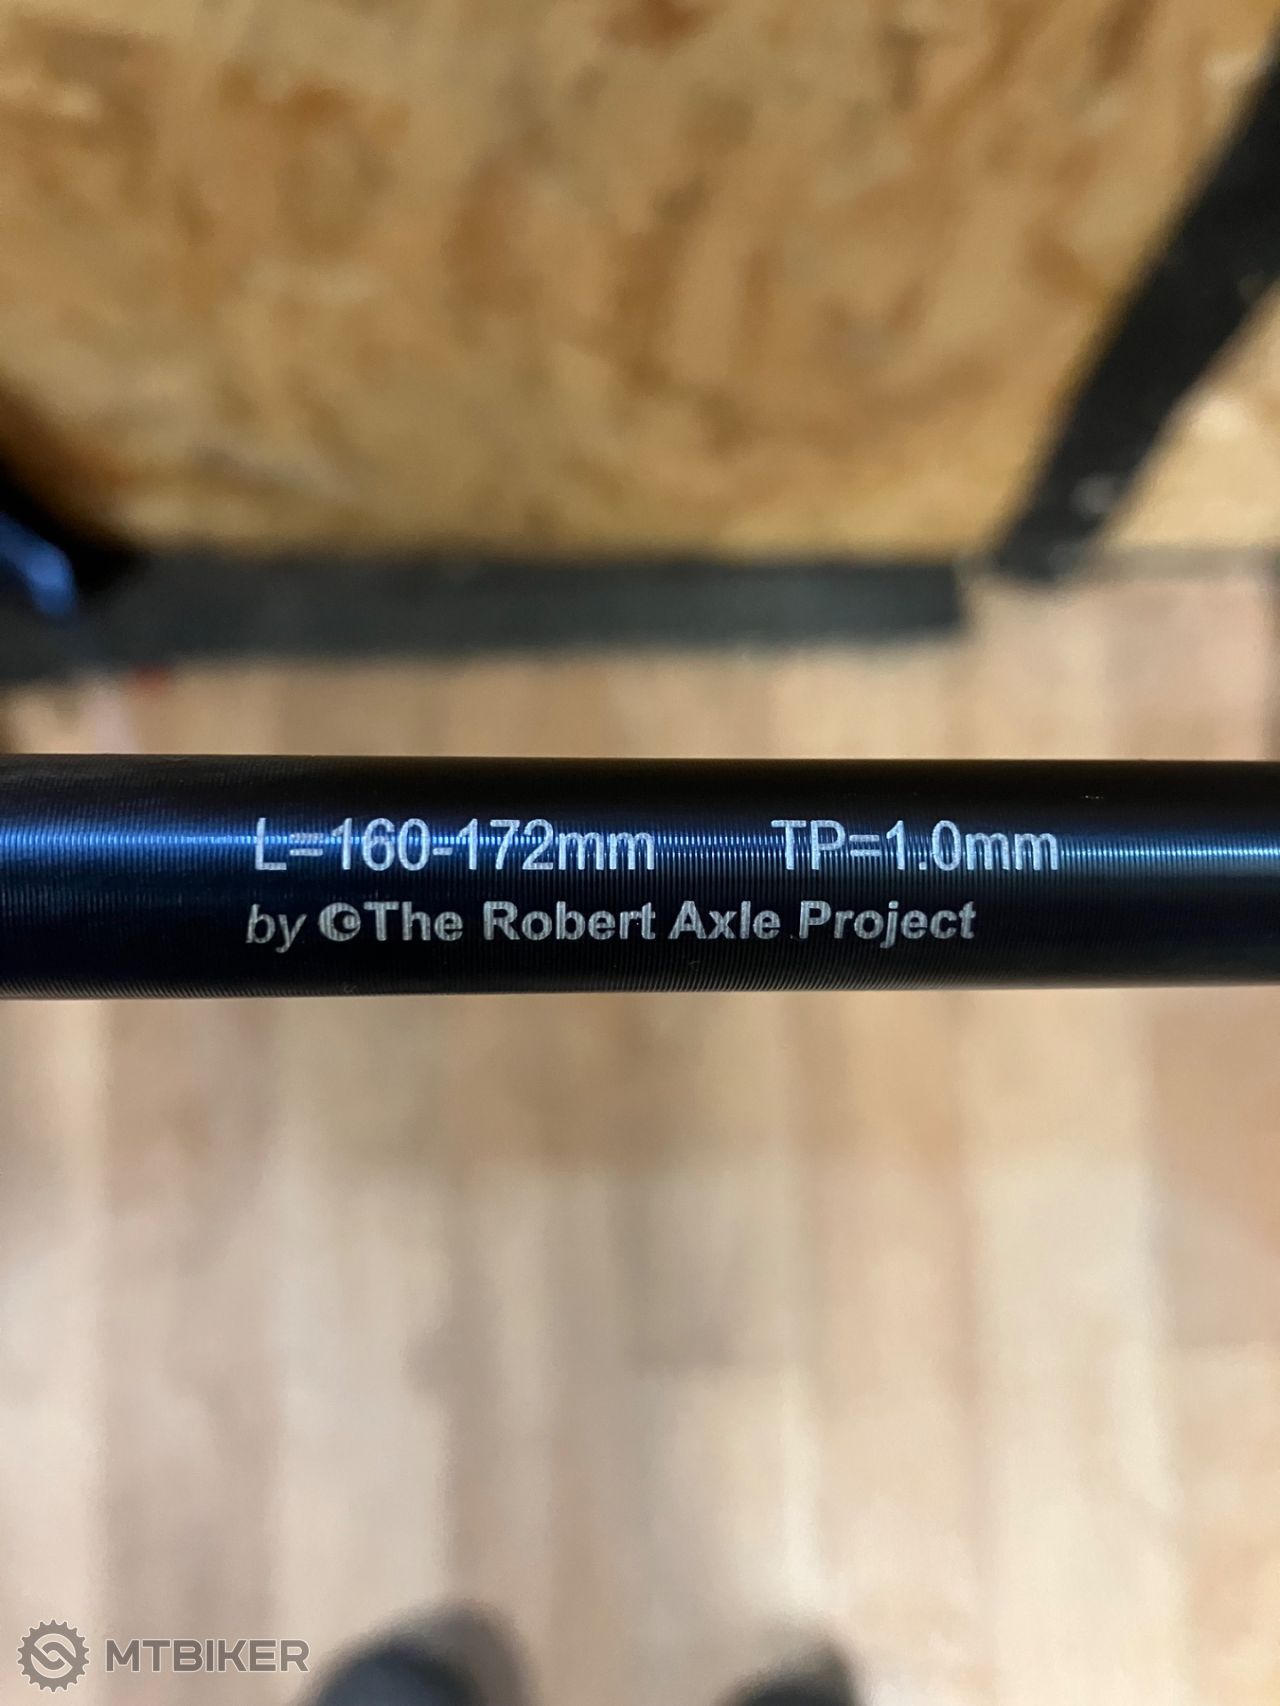 L=160-172mm TP=1.0mm
by The Robert Axle Project
MTBIKER